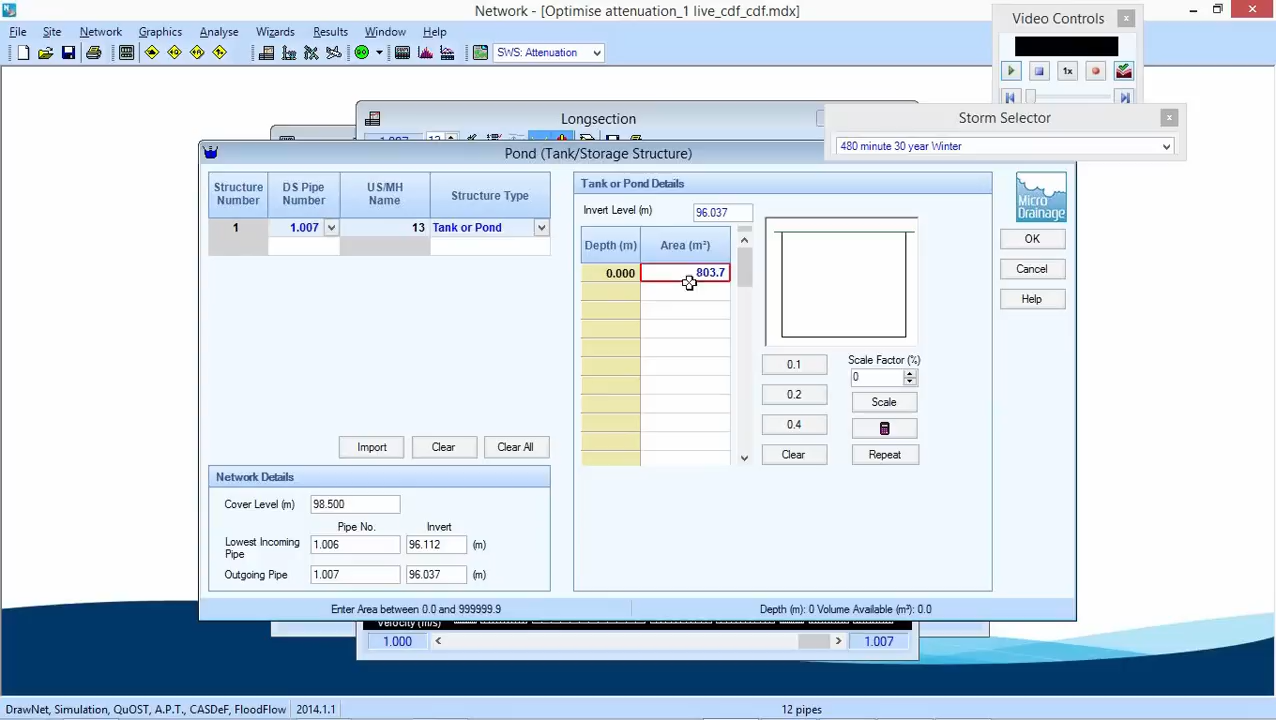 Network - [Optimise attenuation_1 live_cdf_cdf.mdx]
File Site Network Graphics Analyse Wizards Results Window Help
SWS: Attenuation
Video Controls
1x
Longsection
Storm Selector
480 minute 30 year Winter
Pond (Tank/Storage Structure)
Structure Number
DS Pipe Number
US/MH Name
Structure Type
1 1.007 13 Tank or Pond
Import Clear Clear All
Network Details
Cover Level (m) 98.500
Pipe No. Invert
Lowest Incoming Pipe 1.006 96.112 (m)
Outgoing Pipe 1.007 96.037 (m)
Tank or Pond Details
Invert Level (m) 96.037
Depth (m) Area (m²)
0.000 803.7
0.1
0.2
0.4
Clear
Scale Factor (%)
0
Scale
Repeat
Micro Drainage
OK
Cancel
Help
Enter Area between 0.0 and 999999.9
Depth (m): 0 Volume Available (m³): 0.0
Velocity (m/s)
1.000 1.007
DrawNet, Simulation, QuOST, A.P.T., CASDeF, FloodFlow 2014.1.1 12 pipes